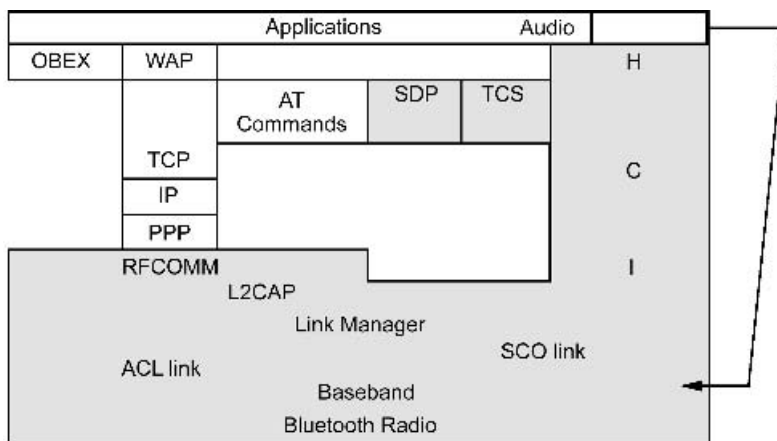 Applications Audio
OBEX WAP H
AT Commands SDP TCS
TCP C
IP
PPP
RFCOMM I
L2CAP
Link Manager
SCO link
ACL link
Baseband
Bluetooth Radio